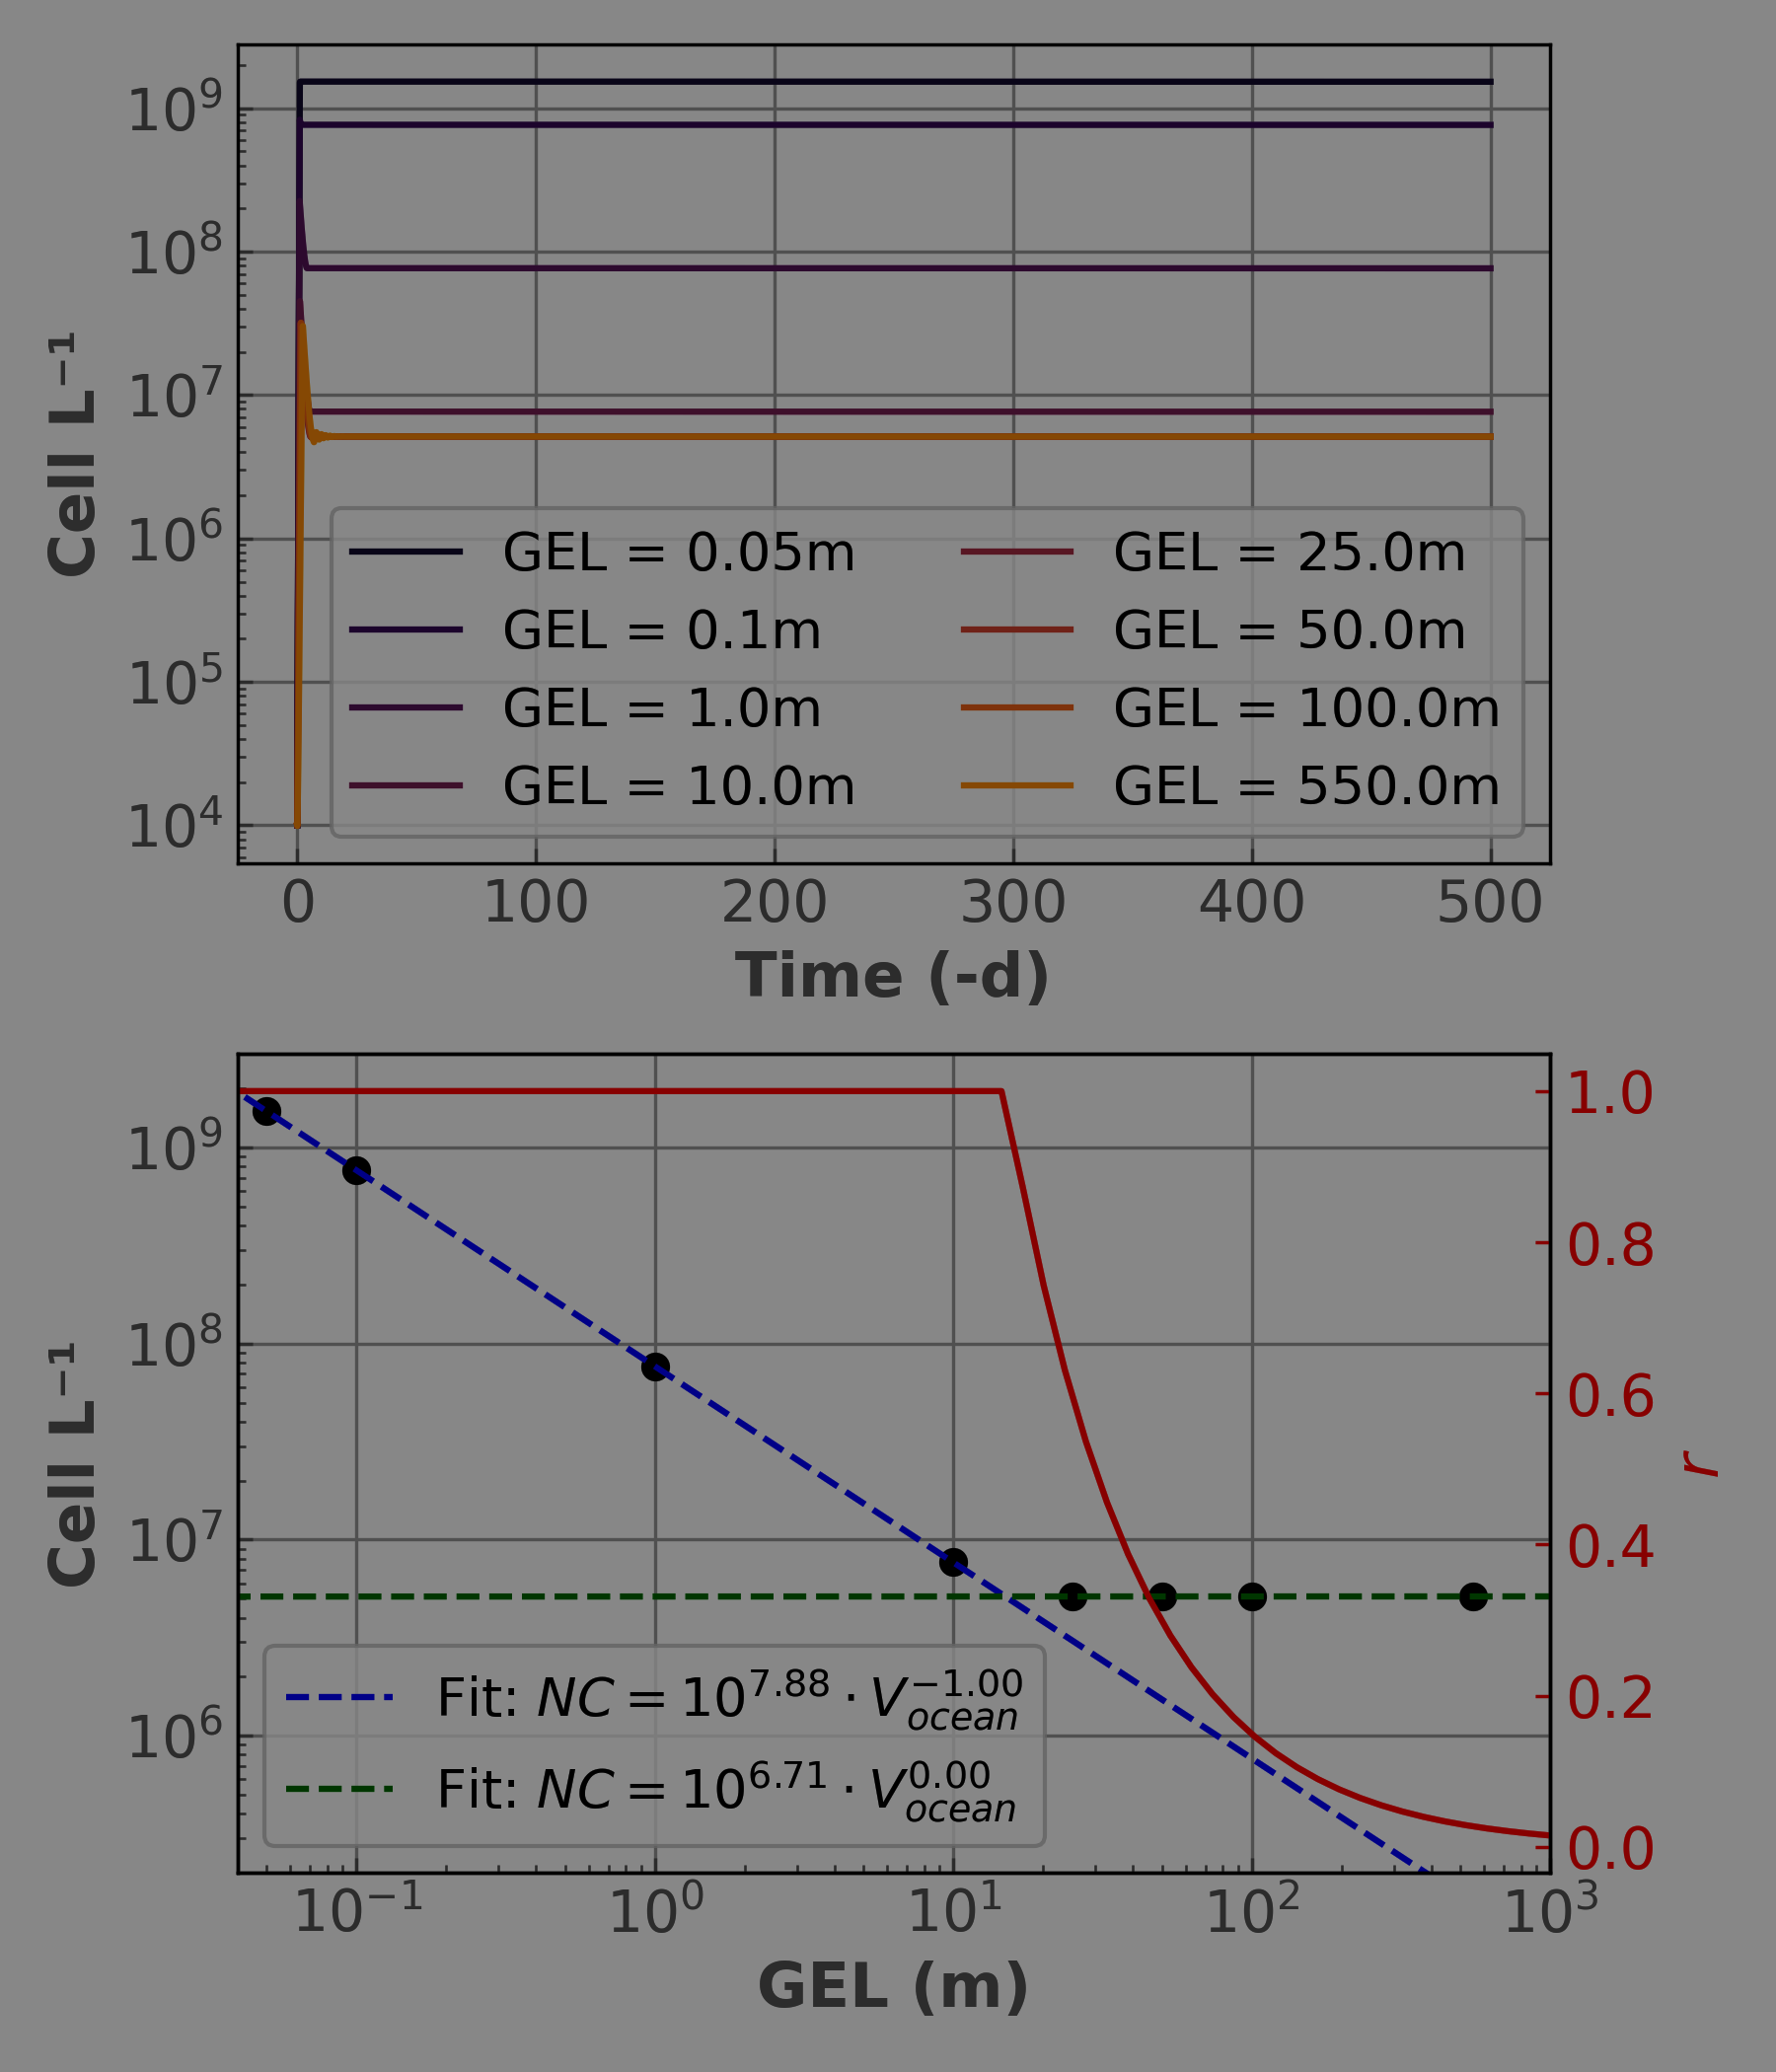 10⁹
10⁸
10⁷
10⁶
10⁵
10⁴
Cell L⁻¹
GEL = 0.05m
GEL = 0.1m
GEL = 1.0m
GEL = 10.0m
GEL = 25.0m
GEL = 50.0m
GEL = 100.0m
GEL = 550.0m
0 100 200 300 400 500
Time (-d)
10⁹
10⁸
10⁷
10⁶
Cell L⁻¹
1.0
0.8
0.6
0.4
0.2
0.0
r
Fit: NC = 10^7.88 · V_ocean^−1.00
Fit: NC = 10^6.71 · V_ocean^0.00
10⁻¹ 10⁰ 10¹ 10² 10³
GEL (m)